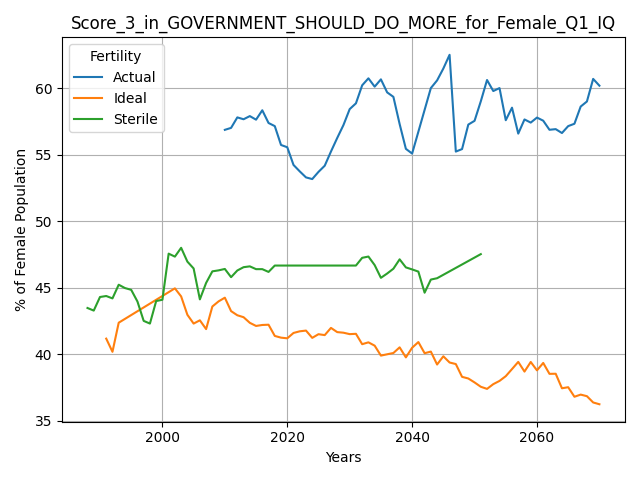 Score_3_in_GOVERNMENT_SHOULD_DO_MORE_for_Female_Q1_IQ
Fertility
Actual
Ideal
Sterile
% of Female Population
60
55
50
45
40
35
2000
2020
2040
2060
Years